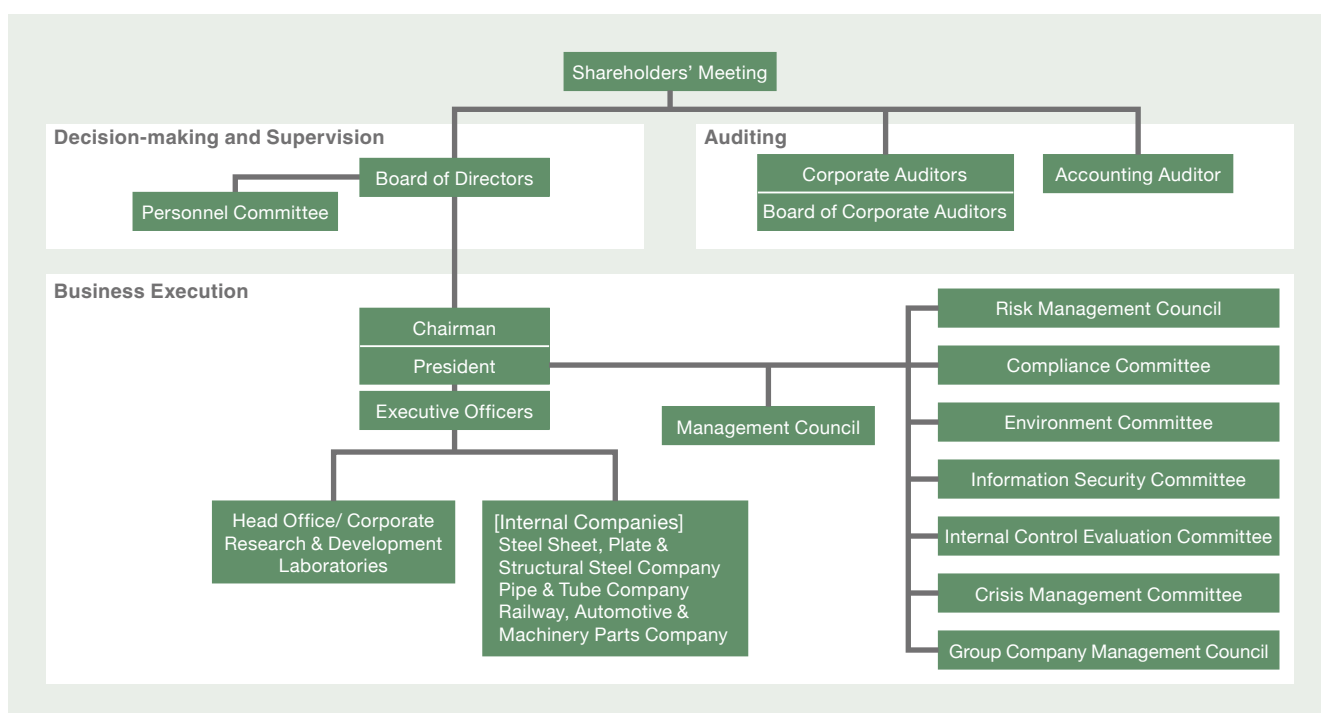 Shareholders’ Meeting
Decision-making and Supervision
Board of Directors
Personnel Committee
Auditing
Corporate Auditors
Board of Corporate Auditors
Accounting Auditor
Business Execution
Chairman
President
Executive Officers
Management Council
Head Office/ Corporate
Research & Development
Laboratories
[Internal Companies]
Steel Sheet, Plate &
Structural Steel Company
Pipe & Tube Company
Railway, Automotive &
Machinery Parts Company
Risk Management Council
Compliance Committee
Environment Committee
Information Security Committee
Internal Control Evaluation Committee
Crisis Management Committee
Group Company Management Council